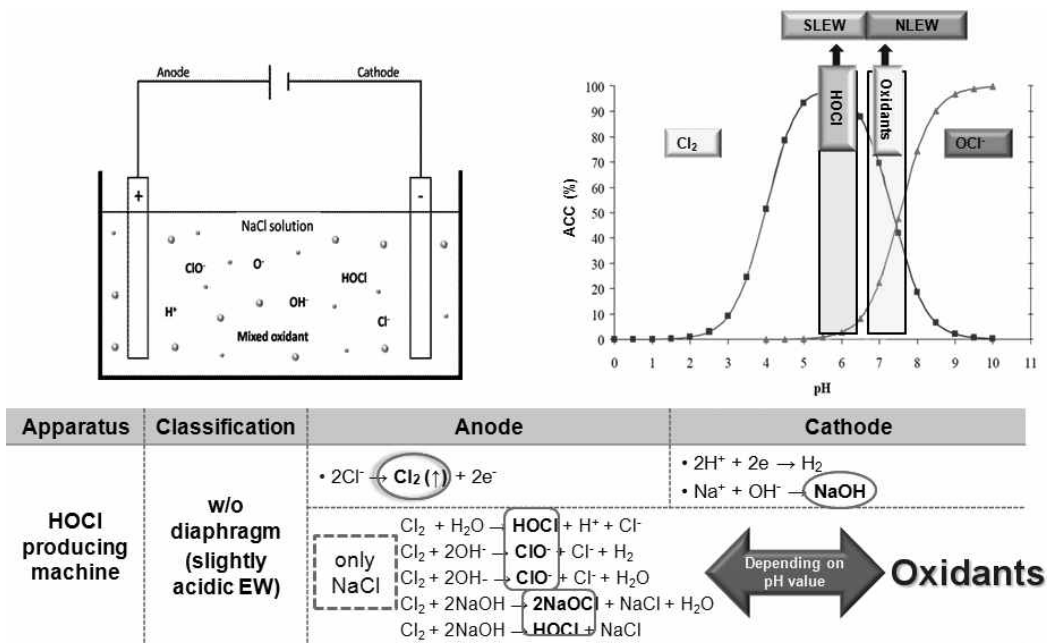 SLEW NLEW
Anode Cathode
+ -
NaCl solution
ClO⁻ O⁻ HOCl
H⁺ OH⁻ Cl⁻
Mixed oxidant
ACC (%)
100
90
80
70
60
50
40
30
20
10
0
Cl₂
HOCl
Oxidants
OCl⁻
0 1 2 3 4 5 6 7 8 9 10 11
pH
Apparatus Classification Anode Cathode
HOCl producing machine
w/o diaphragm (slightly acidic EW)
• 2Cl⁻ → Cl₂ (↑) + 2e⁻
• 2H⁺ + 2e → H₂
• Na⁺ + OH⁻ → NaOH
only NaCl
Cl₂ + H₂O → HOCl + H⁺ + Cl⁻
Cl₂ + 2OH⁻ → ClO⁻ + Cl⁻ + H₂
Cl₂ + 2OH- → ClO⁻ + Cl⁻ + H₂O
Cl₂ + 2NaOH → 2NaOCl + NaCl + H₂O
Cl₂ + 2NaOH → HOCl + NaCl
Depending on pH value
Oxidants